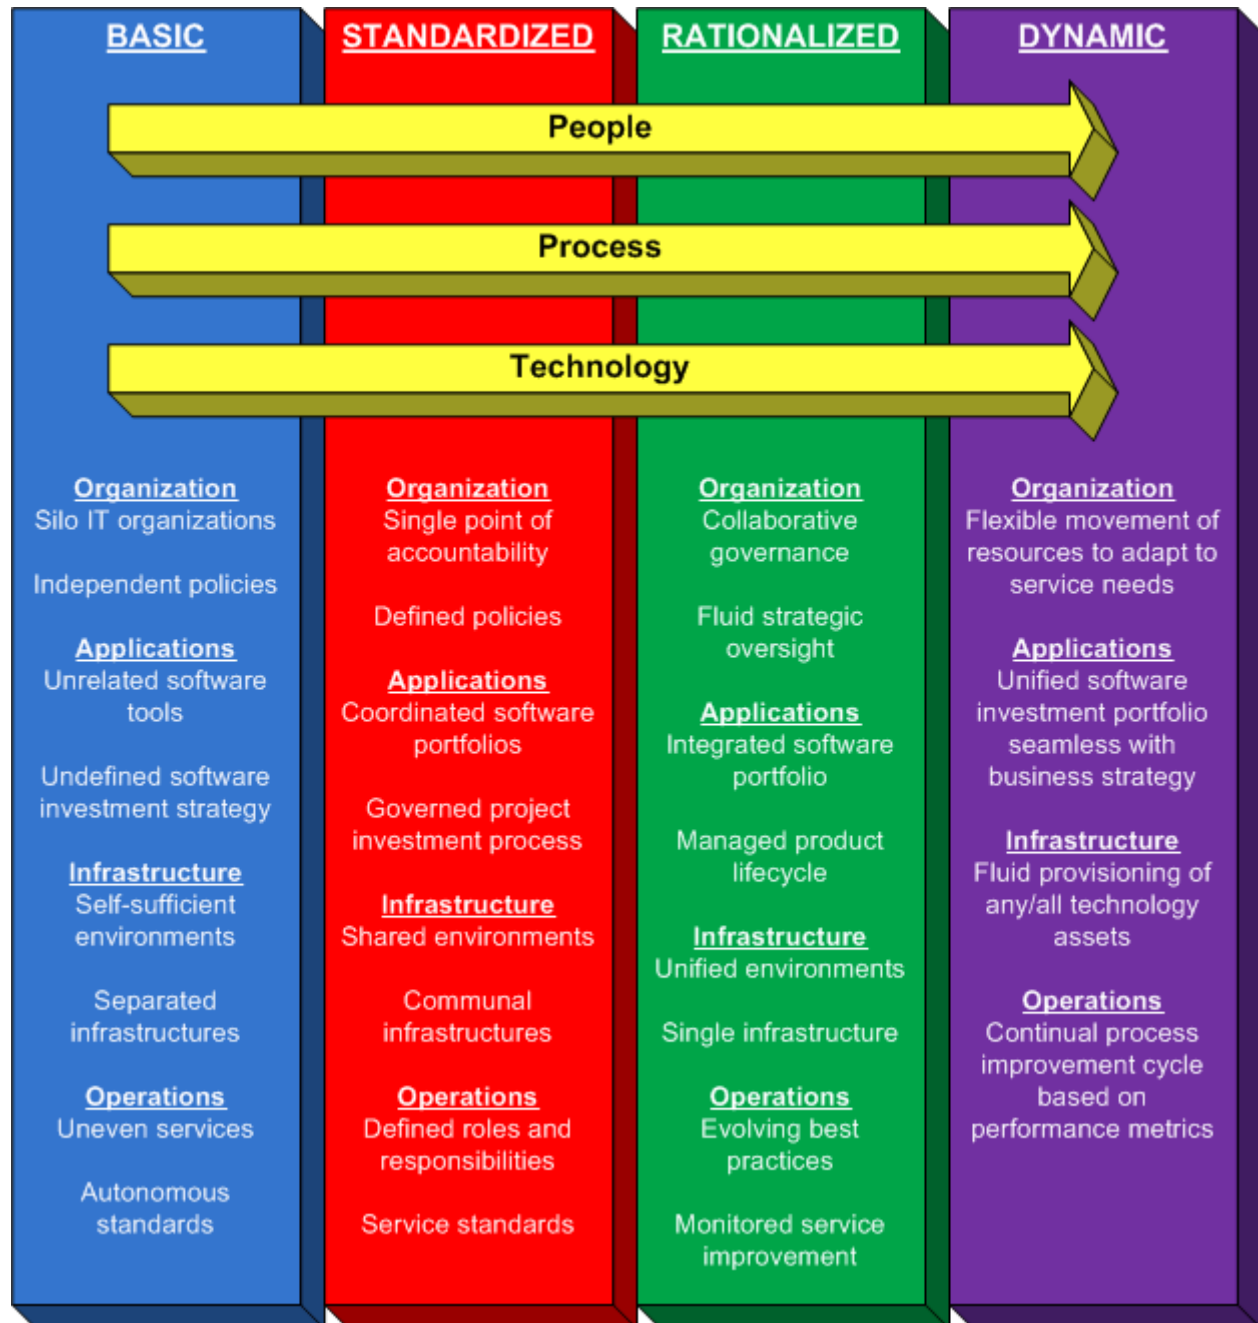 BASIC
STANDARDIZED
RATIONALIZED
DYNAMIC
People
Process
Technology
Organization
Silo IT organizations
Independent policies
Applications
Unrelated software
tools
Undefined software
investment strategy
Infrastructure
Self-sufficient
environments
Separated
infrastructures
Operations
Uneven services
Autonomous
standards
Organization
Single point of
accountability
Defined policies
Applications
Coordinated software
portfolios
Governed project
investment process
Infrastructure
Shared environments
Communal
infrastructures
Operations
Defined roles and
responsibilities
Service standards
Organization
Collaborative
governance
Fluid strategic
oversight
Applications
Integrated software
portfolio
Managed product
lifecycle
Infrastructure
Unified environments
Single infrastructure
Operations
Evolving best
practices
Monitored service
improvement
Organization
Flexible movement of
resources to adapt to
service needs
Applications
Unified software
investment portfolio
seamless with
business strategy
Infrastructure
Fluid provisioning of
any/all technology
assets
Operations
Continual process
improvement cycle
based on
performance metrics